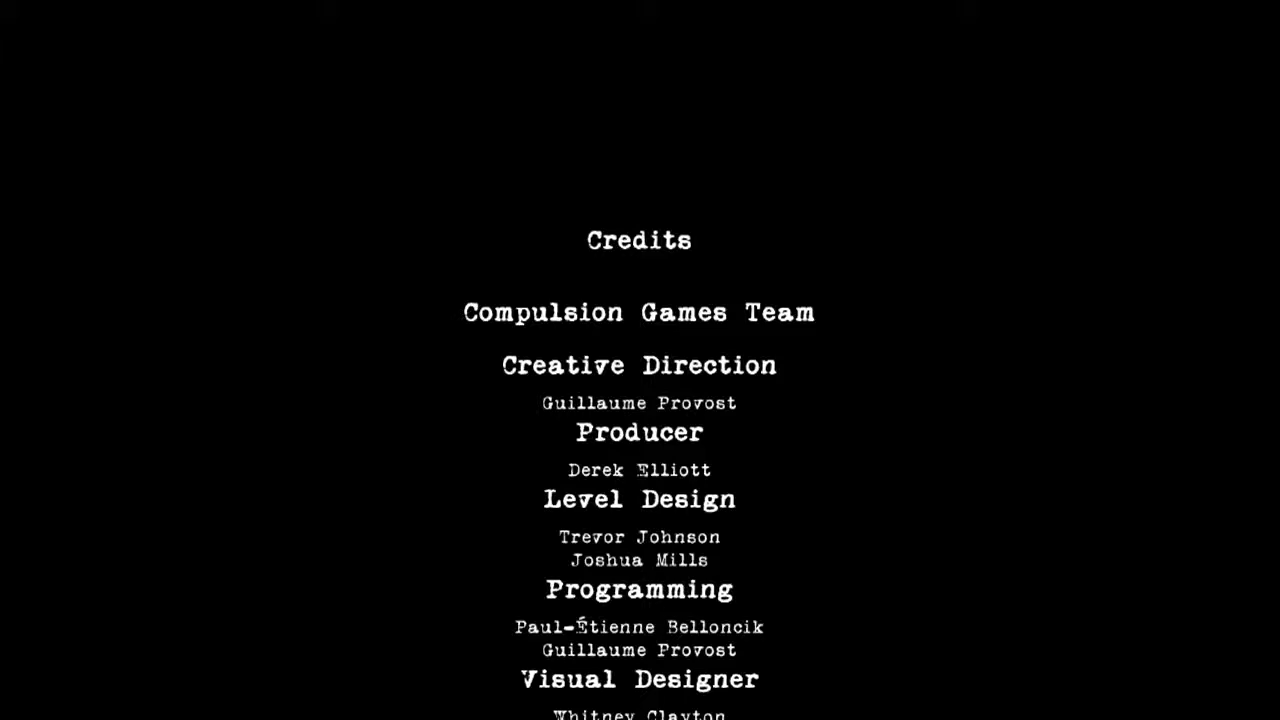 Credits
Compulsion Games Team
Creative Direction
Guillaume Provost
Producer
Derek Elliott
Level Design
Trevor Johnson
Joshua Mills
Programming
Paul-Étienne Belloncik
Guillaume Provost
Visual Designer
Whitney Clayton